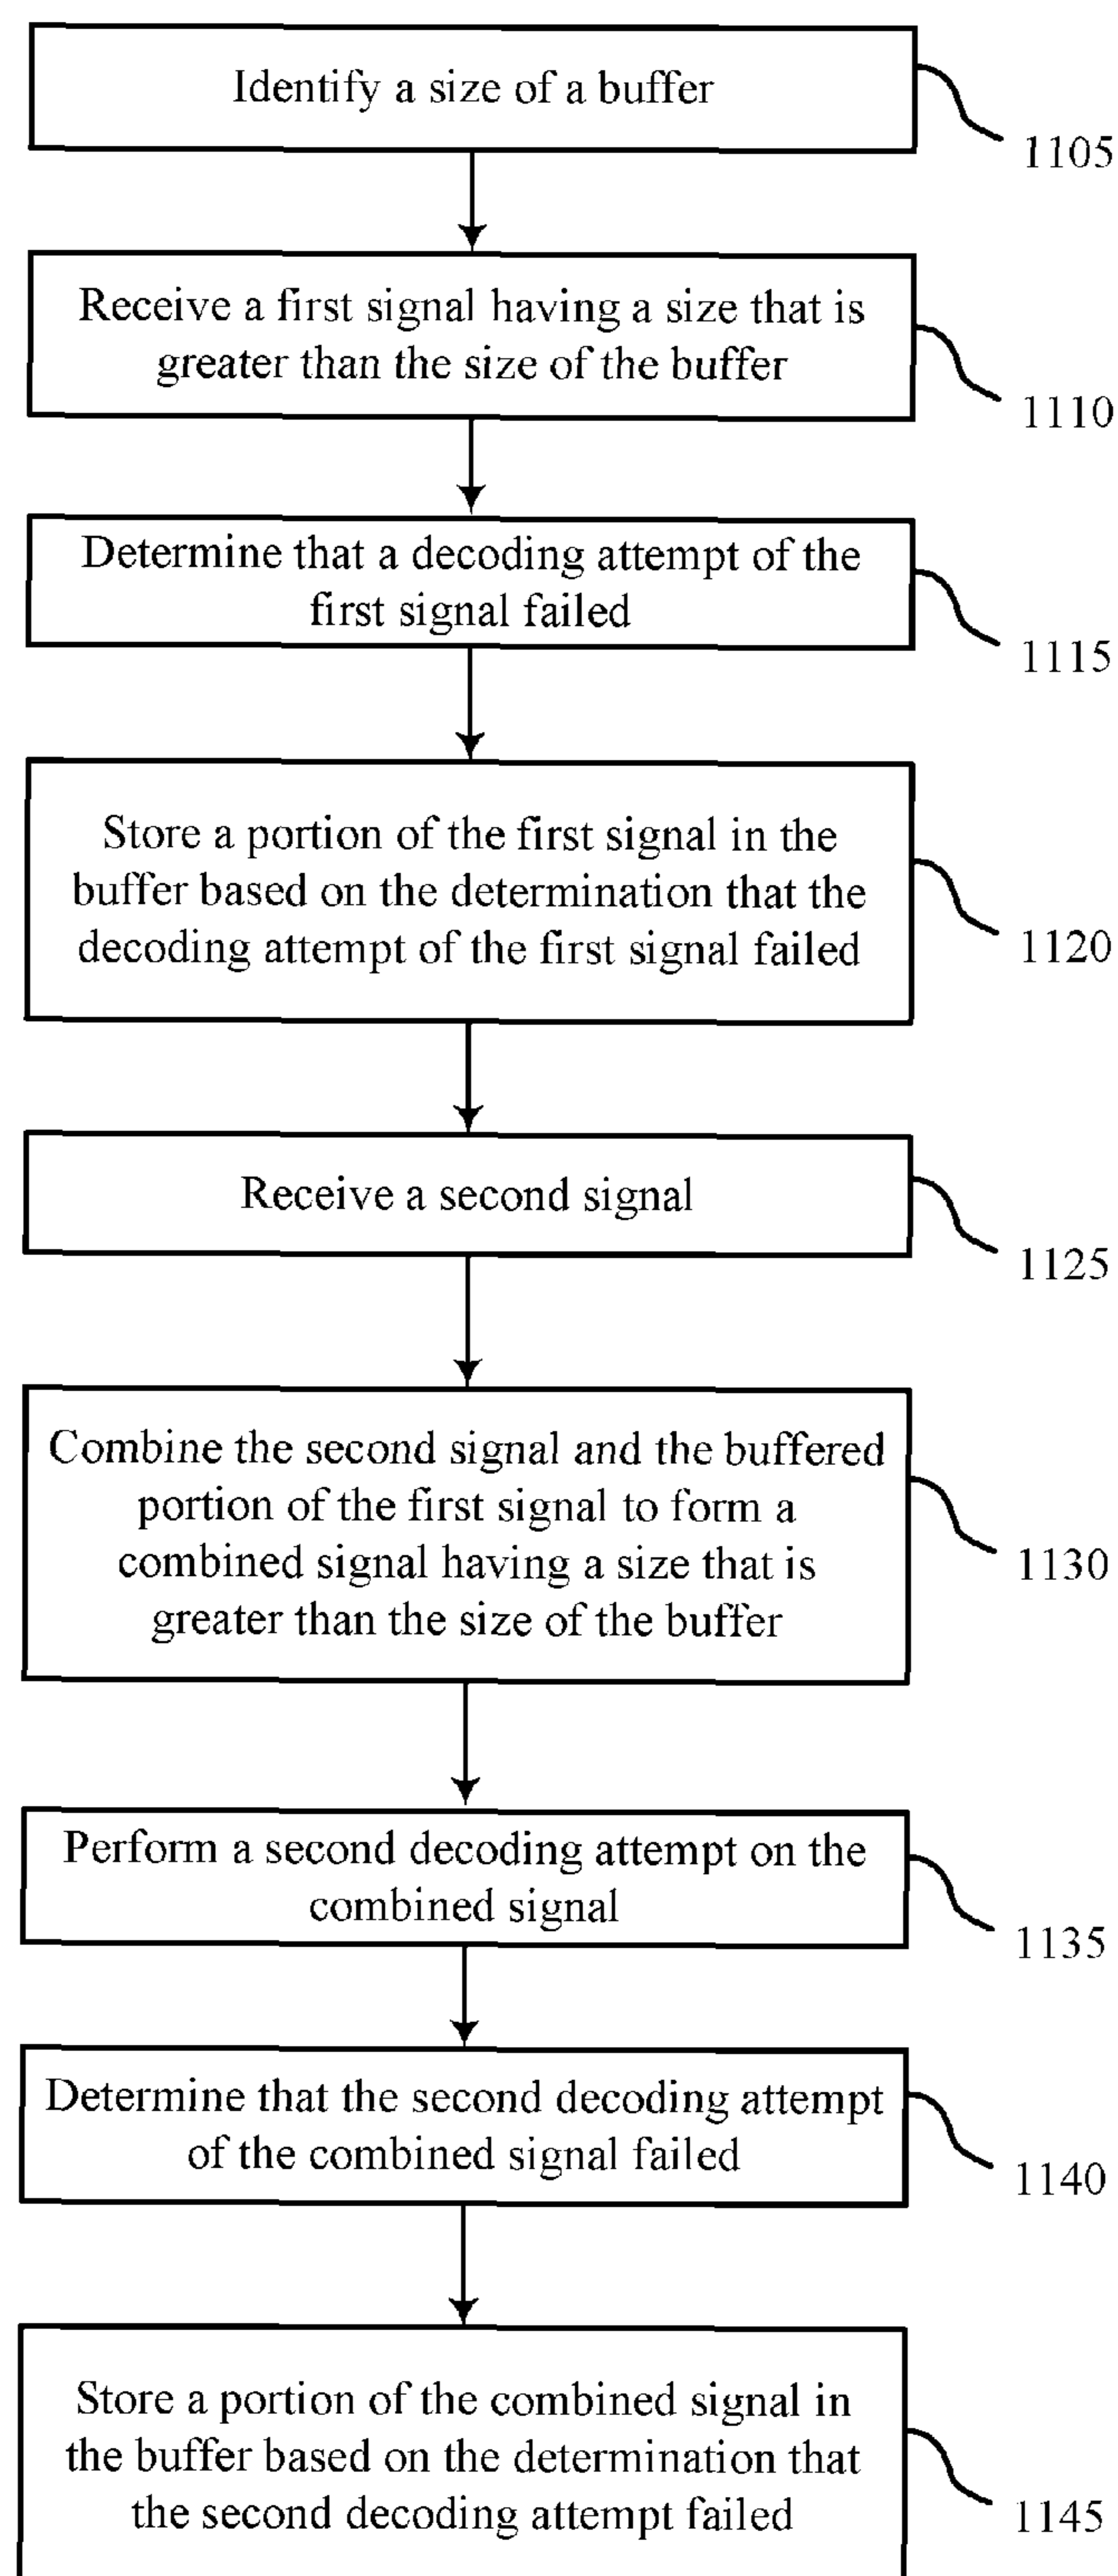 Identify a size of a buffer
1105
Receive a first signal having a size that is
greater than the size of the buffer
1110
Determine that a decoding attempt of the
first signal failed
1115
Store a portion of the first signal in the
buffer based on the determination that the
decoding attempt of the first signal failed
1120
Receive a second signal
1125
Combine the second signal and the buffered
portion of the first signal to form a
combined signal having a size that is
greater than the size of the buffer
1130
Perform a second decoding attempt on the
combined signal
1135
Determine that the second decoding attempt
of the combined signal failed
1140
Store a portion of the combined signal in
the buffer based on the determination that
the second decoding attempt failed
1145